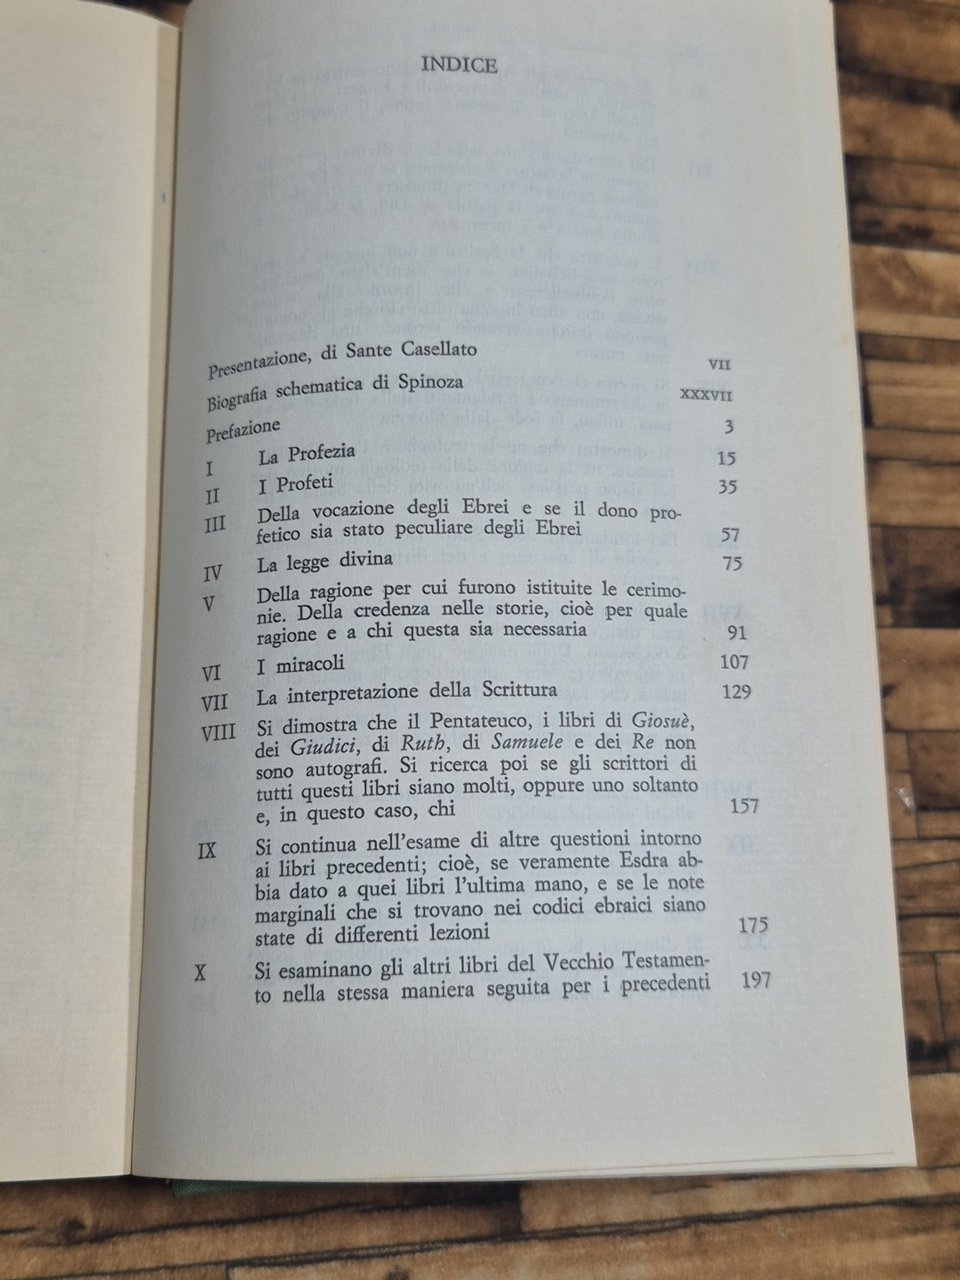 INDICE
Presentazione, di Sante Casellato VII
Biografia schematica di Spinoza XXXVII
Prefazione 3
I La Profezia 15
II I Profeti 35
III Della vocazione degli Ebrei e se il dono pro-
fetico sia stato peculiare degli Ebrei 57
IV La legge divina 75
V Della ragione per cui furono istituite le cerimo-
nie. Della credenza nelle storie, cioè per quale
ragione e a chi questa sia necessaria 91
VI I miracoli 107
VII La interpretazione della Scrittura 129
VIII Si dimostra che il Pentateuco, i libri di Giosuè,
dei Giudici, di Ruth, di Samuele e dei Re non
sono autografi. Si ricerca poi se gli scrittori di
tutti questi libri siano molti, oppure uno soltanto
e, in questo caso, chi 157
IX Si continua nell'esame di altre questioni intorno
ai libri precedenti; cioè, se veramente Esdra ab-
bia dato a quei libri l'ultima mano, e se le note
marginali che si trovano nei codici ebraici siano
state di differenti lezioni 175
X Si esaminano gli altri libri del Vecchio Testamen-
to nella stessa maniera seguita per i precedenti 197